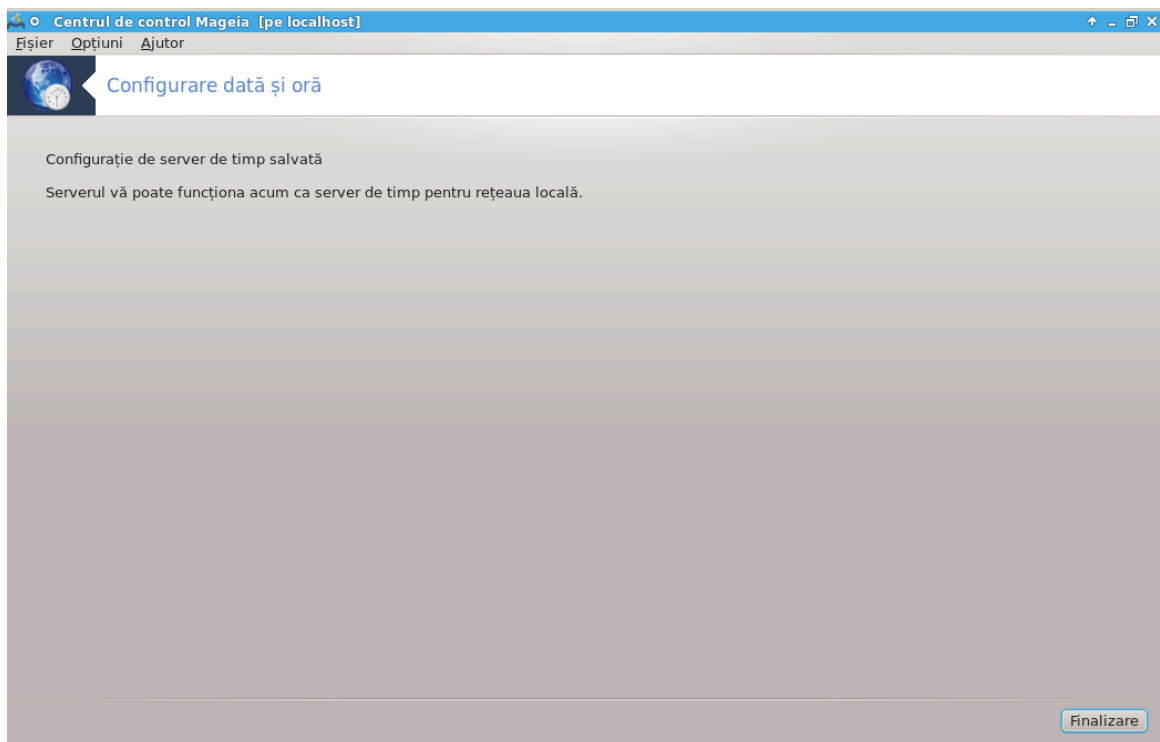 Centrul de control Mageia [pe localhost]
Fișier Opțiuni Ajutor
Configurare dată și oră
Configurație de server de timp salvată
Serverul vă poate funcționa acum ca server de timp pentru rețeaua locală.
Finalizare